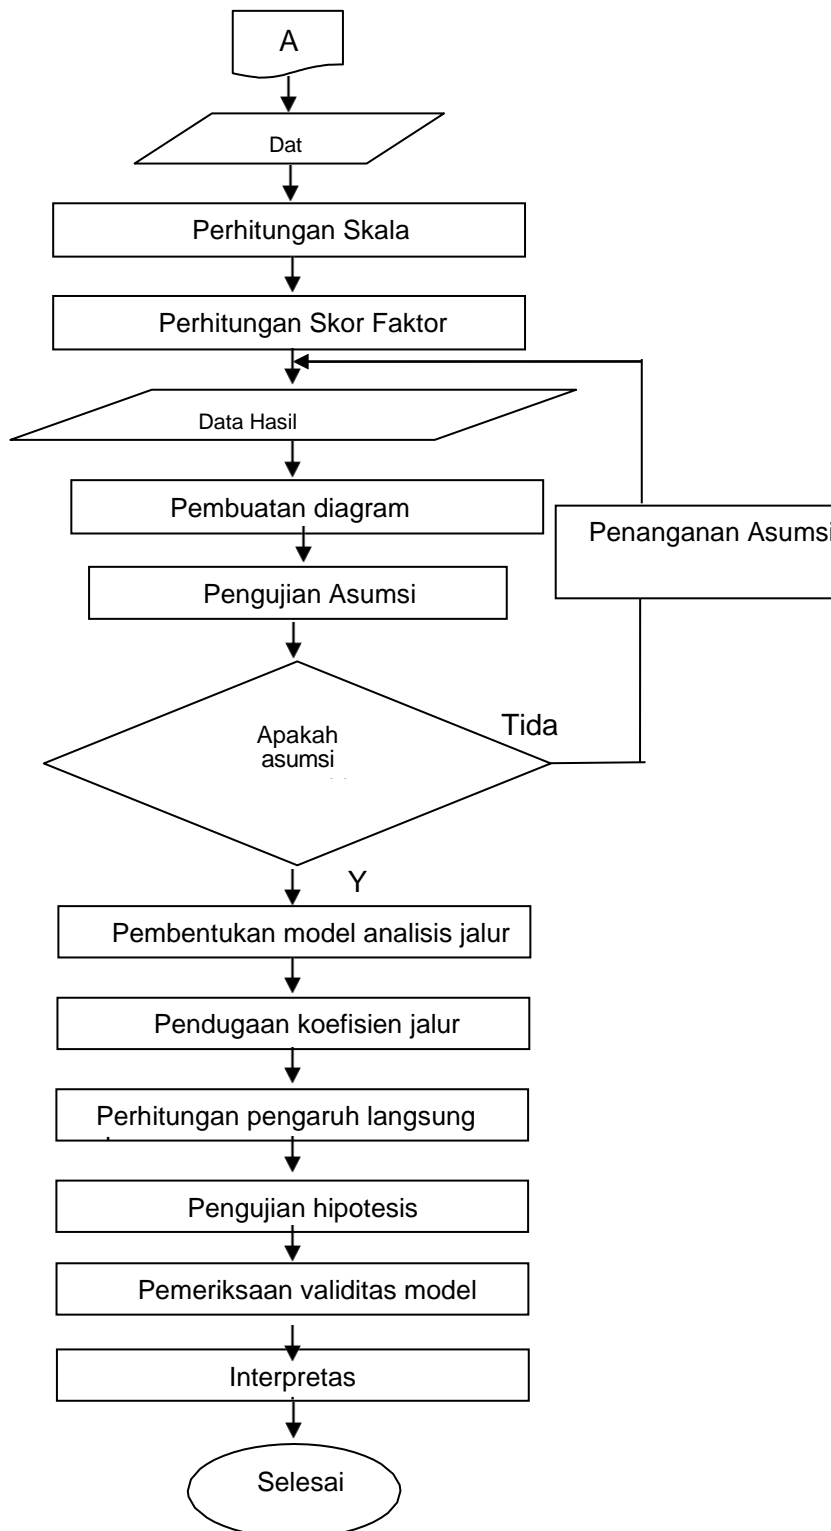 A
Dat
Perhitungan Skala
Perhitungan Skor Faktor
Data Hasil
Pembuatan diagram
Penanganan Asumsi
Pengujian Asumsi
Tida
Apakah
asumsi
Y
Pembentukan model analisis jalur
Pendugaan koefisien jalur
Perhitungan pengaruh langsung
Pengujian hipotesis
Pemeriksaan validitas model
Interpretas
Selesai